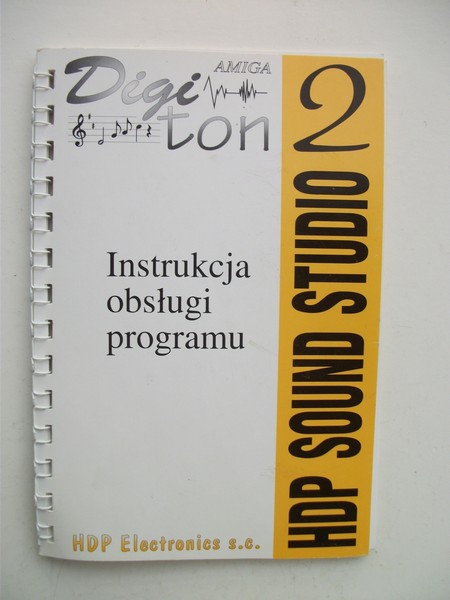 Digi
AMIGA
ton
Instrukcja
obsługi
programu
HDP Electronics s.c.
HDP SOUND STUDIO 2